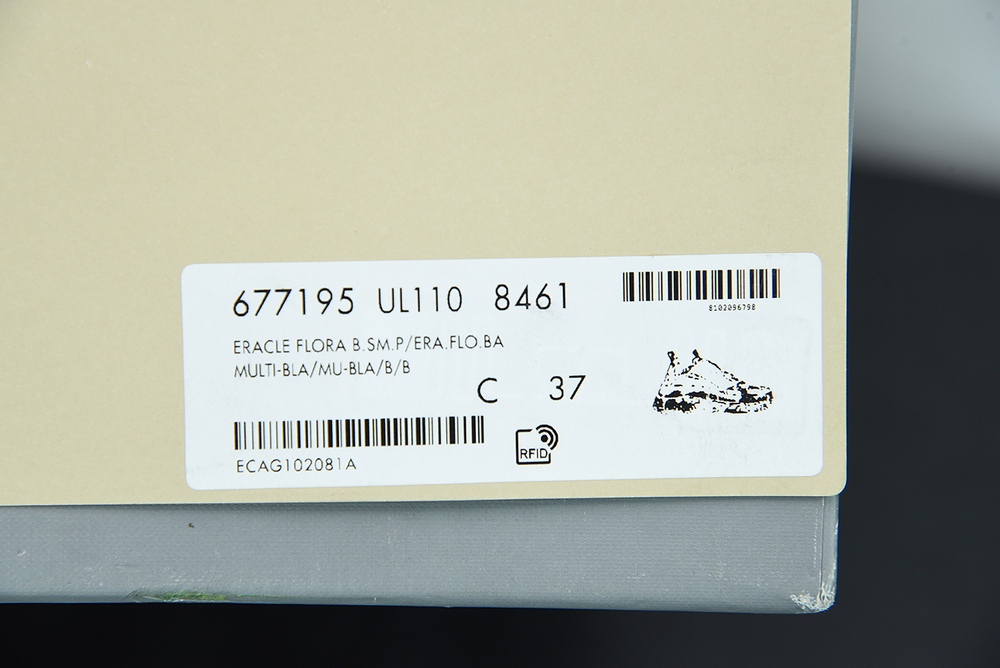 677195 UL110 8461
8102096798
ERACLE FLORA B.SM.P/ERA.FLO.BA
MULTI-BLA/MU-BLA/B/B
C 37
ECAG102081A
RFID